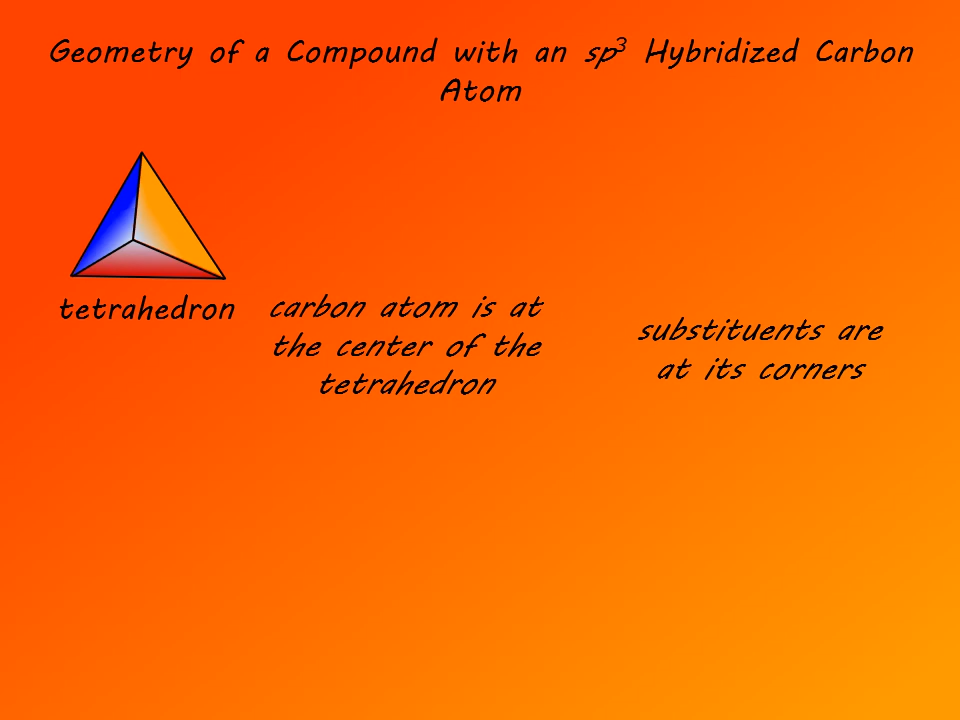 Geometry of a Compound with an sp³ Hybridized Carbon
Atom
tetrahedron
carbon atom is at
the center of the
tetrahedron
substituents are
at its corners